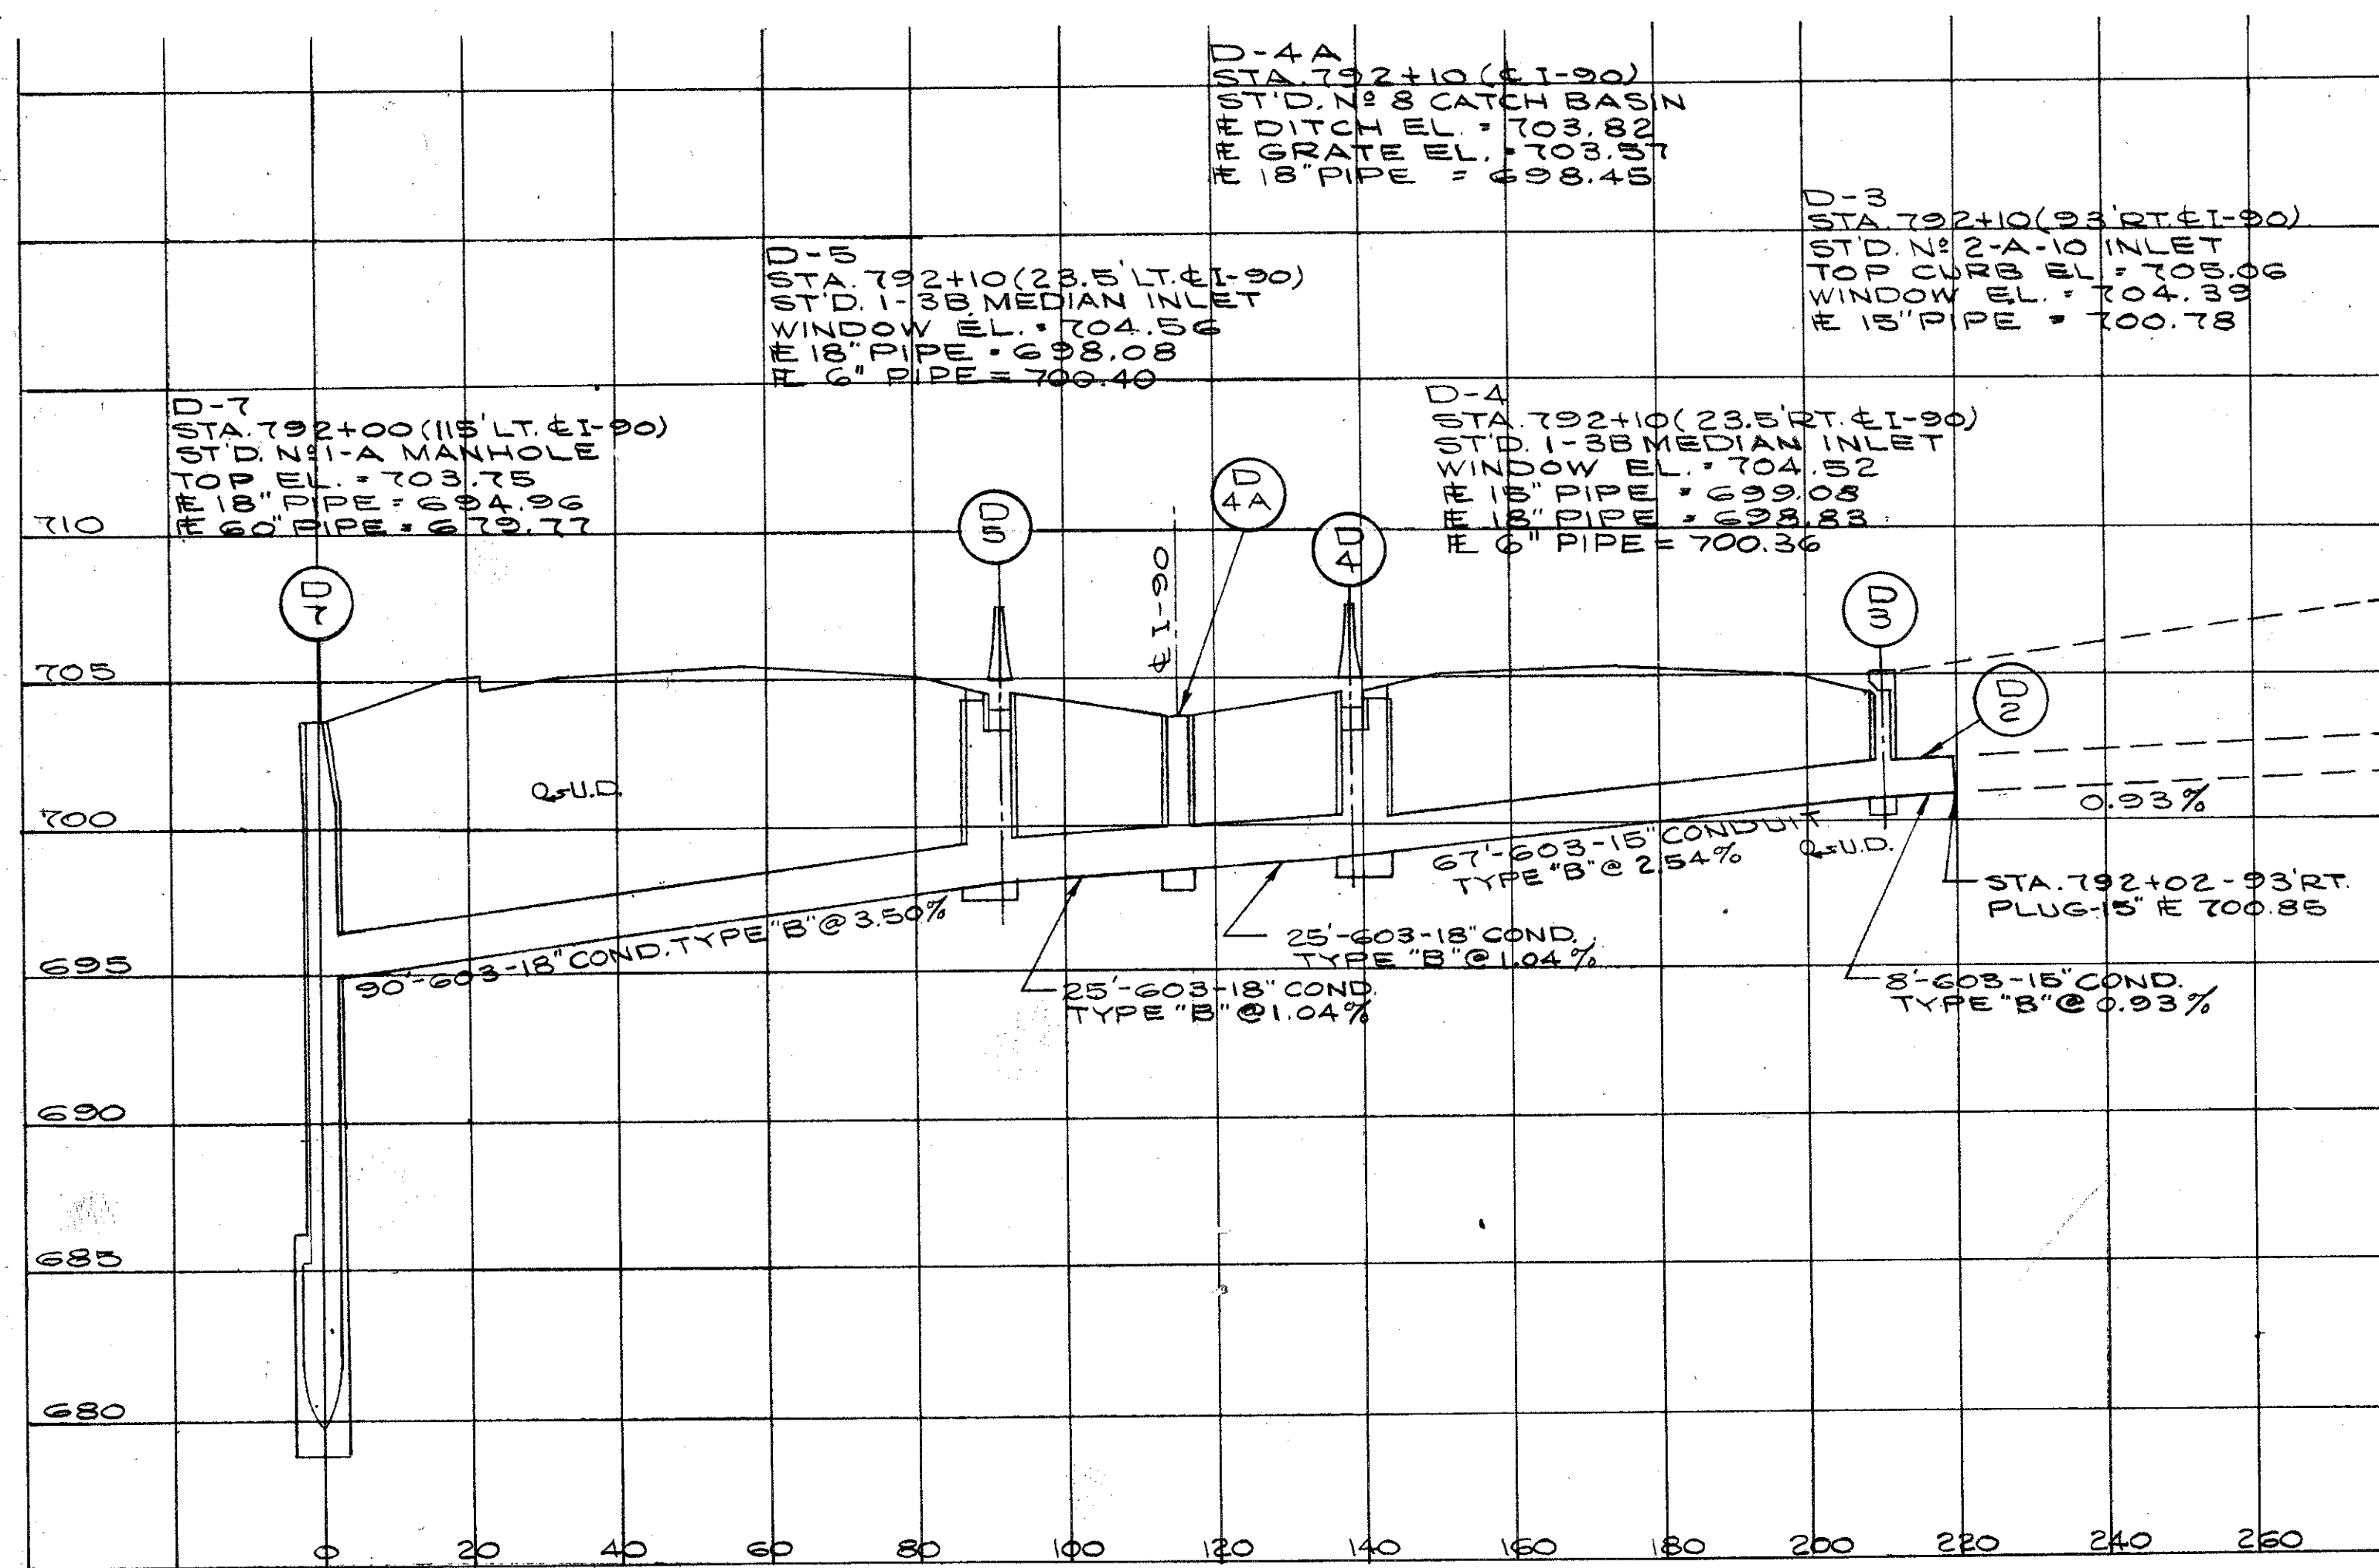 D-4A
STA. 792+10 (℄ I-90)
ST'D. Nº 8 CATCH BASIN
℄ DITCH EL. = 703.82
℄ GRATE EL. = 703.57
℄ 18" PIPE = 698.45
D-3
STA. 792+10 (93' RT. ℄ I-90)
ST'D. Nº 2-A-10 INLET
TOP CURB EL. = 705.06
WINDOW EL. = 704.39
℄ 15" PIPE = 700.78
D-5
STA. 792+10 (23.5' LT. ℄ I-90)
ST'D. 1-3B MEDIAN INLET
WINDOW EL. = 704.56
℄ 18" PIPE = 698.08
℄ 6" PIPE = 700.40
D-7
STA. 792+00 (115' LT. ℄ I-90)
ST'D. Nº 1-A MANHOLE
TOP EL. = 703.75
℄ 18" PIPE = 694.96
℄ 60" PIPE = 679.77
D-4
STA. 792+10 (23.5' RT. ℄ I-90)
ST'D. 1-3B MEDIAN INLET
WINDOW EL. = 704.52
℄ 15" PIPE = 699.08
℄ 18" PIPE = 698.83
℄ 6" PIPE = 700.36
D
7
D
5
D
4A
D
4
D
3
D
2
℄ I-90
710
705
700
695
690
685
680
U.D.
U.D.
0.93%
90'-603-18" COND. TYPE "B" @ 3.50%
25'-603-18" COND.
TYPE "B" @ 1.04%
25'-603-18" COND.
TYPE "B" @ 1.04%
67'-603-15" CONDUIT
TYPE "B" @ 2.54%
STA. 792+02-93' RT.
PLUG-15" ℄ 700.85
8'-603-15" COND.
TYPE "B" @ 0.93%
0 20 40 60 80 100 120 140 160 180 200 220 240 260